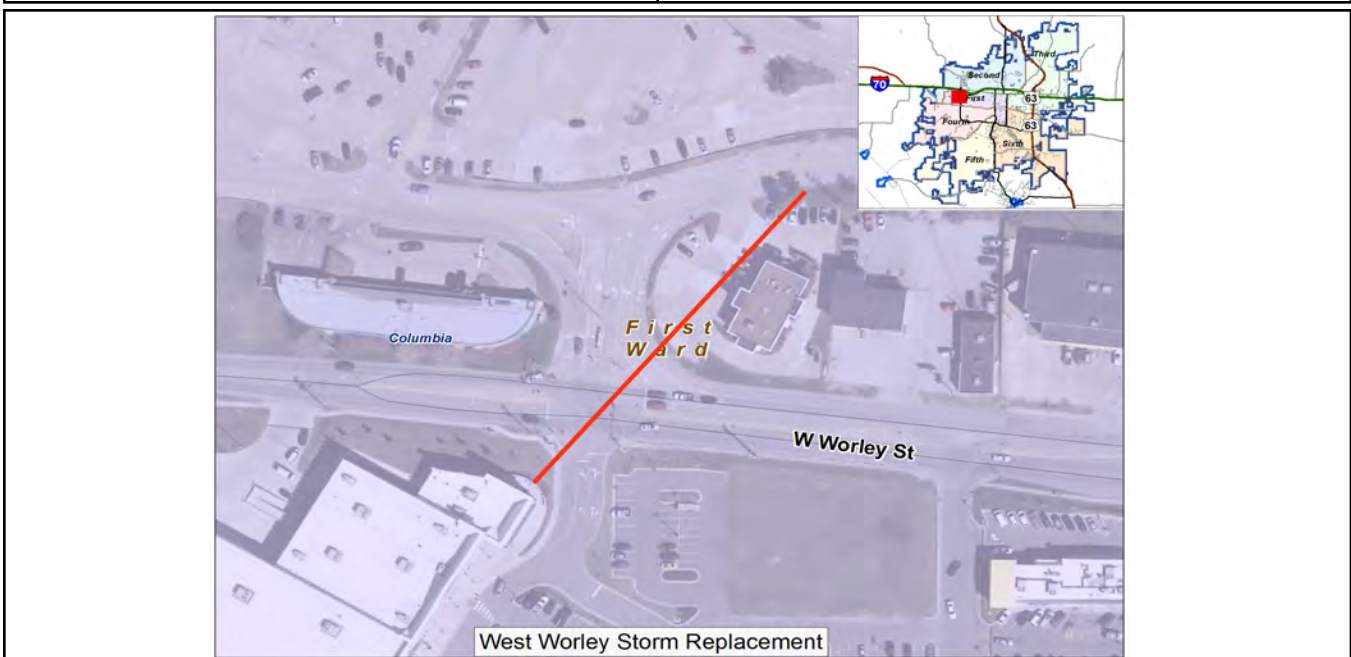 Third
Second
70
First
63
Fourth
63
Sixth
Fifth
First
Ward
Columbia
W Worley St
West Worley Storm Replacement